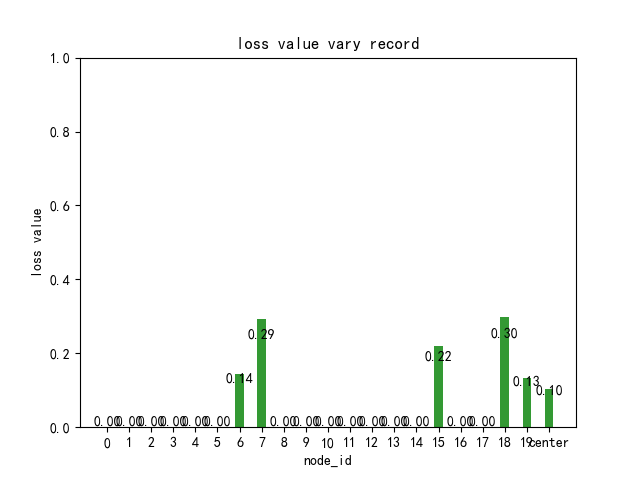 loss value vary record
1.0
0.8
0.6
0.4
0.2
0.0
loss value
0.00 0.00 0.00 0.00 0.00 0.00 0.14 0.29 0.00 0.00 0.00 0.00 0.00 0.00 0.00 0.22 0.00 0.00 0.30 0.13 0.10
0 1 2 3 4 5 6 7 8 9 10 11 12 13 14 15 16 17 18 19 center
node_id